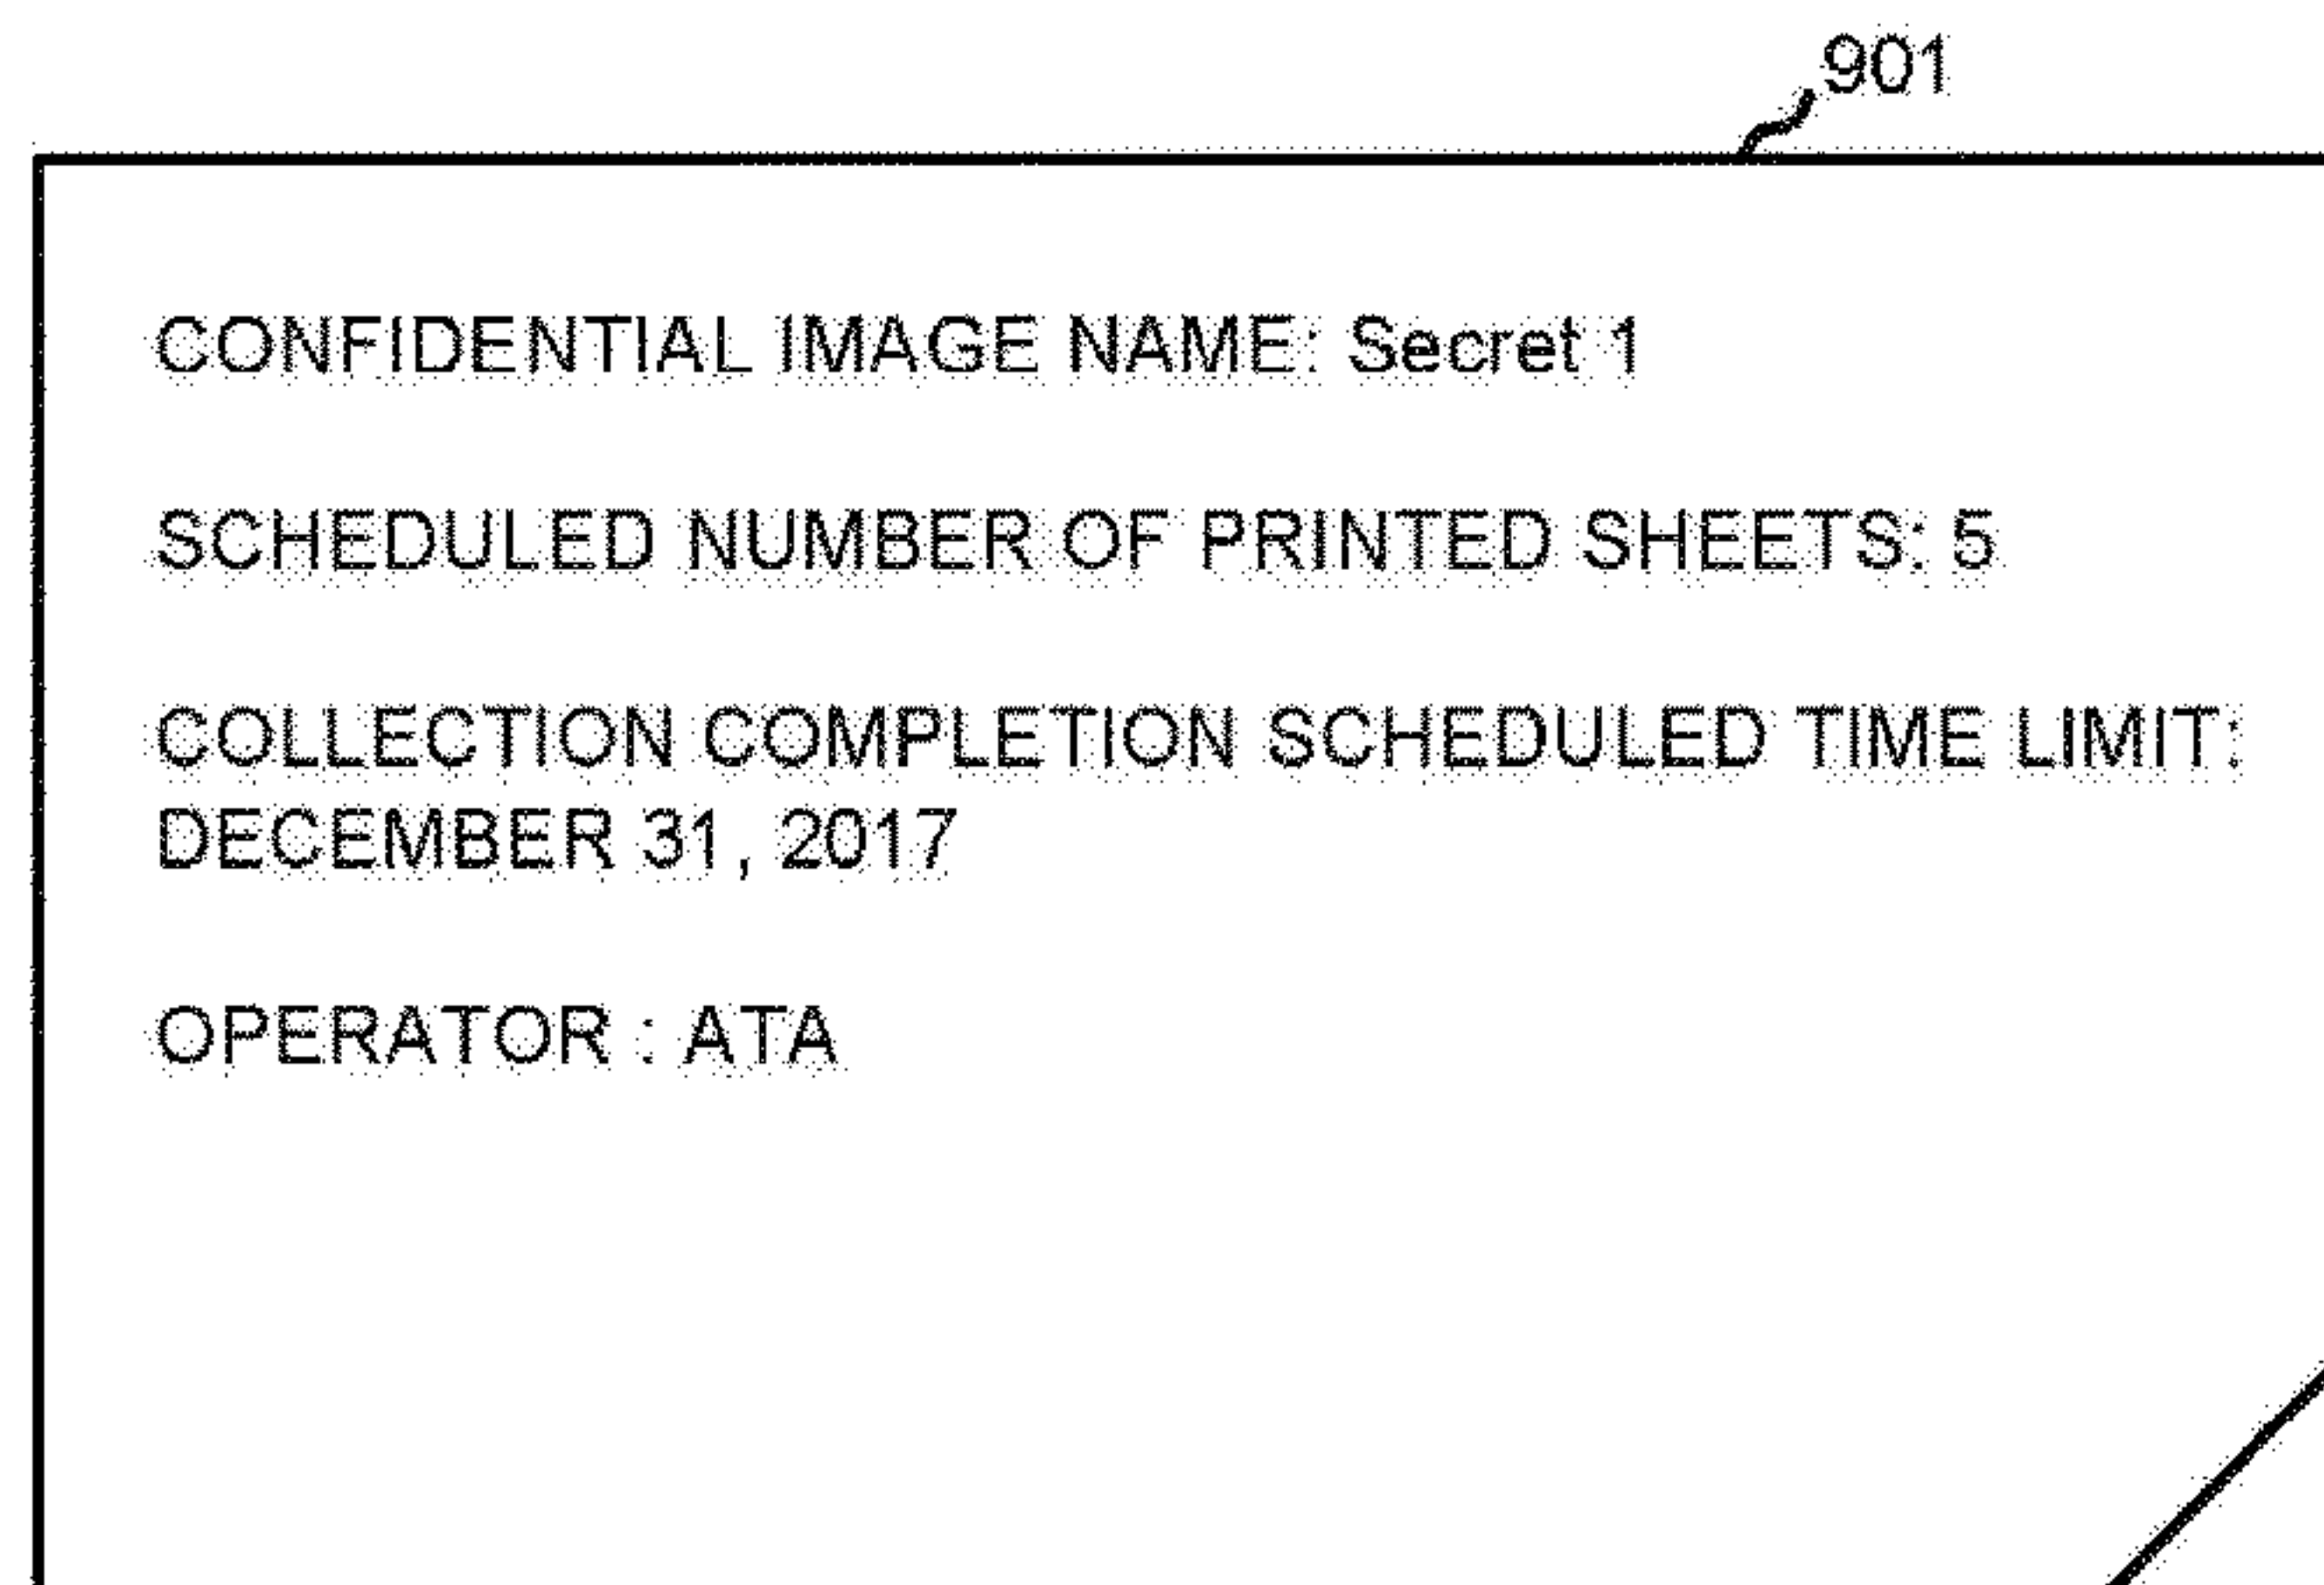 901
CONFIDENTIAL IMAGE NAME: Secret 1
SCHEDULED NUMBER OF PRINTED SHEETS: 5
COLLECTION COMPLETION SCHEDULED TIME LIMIT:
DECEMBER 31, 2017
OPERATOR : ATA